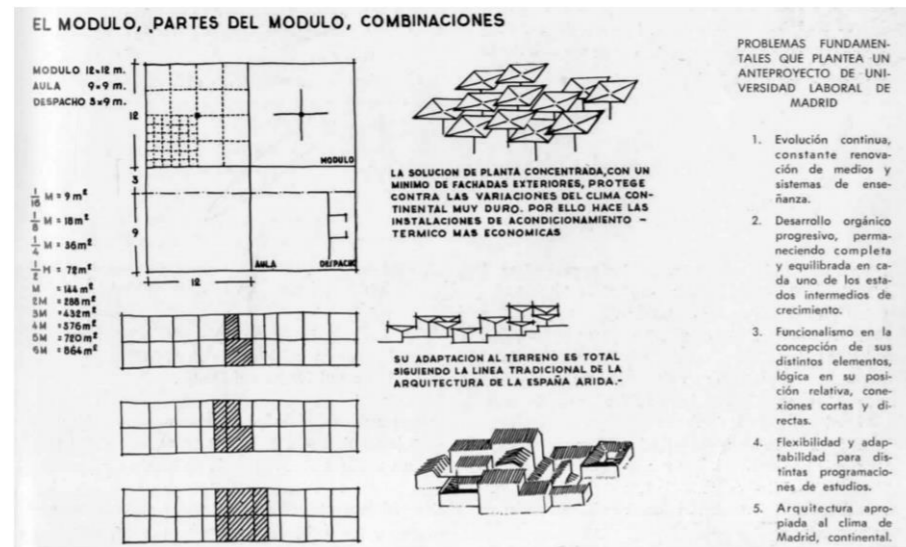 EL MODULO, PARTES DEL MODULO, COMBINACIONES
MODULO 12x12 m.
AULA 9x9 m.
DESPACHO 3x9 m.
12
MODULO
3
9
AULA
DESPACHO
12
1/16 M = 9 m²
1/8 M = 18 m²
1/4 M = 36 m²
1/2 M = 72 m²
M = 144 m²
2M = 288 m²
3M = 432 m²
4M = 576 m²
5M = 720 m²
6M = 864 m²
LA SOLUCION DE PLANTA CONCENTRADA, CON UN
MINIMO DE FACHADAS EXTERIORES, PROTEGE
CONTRA LAS VARIACIONES DEL CLIMA CON-
TINENTAL MUY DURO. POR ELLO HACE LAS
INSTALACIONES DE ACONDICIONAMIENTO -
TERMICO MAS ECONOMICAS
SU ADAPTACION AL TERRENO ES TOTAL
SIGUIENDO LA LINEA TRADICIONAL DE LA
ARQUITECTURA DE LA ESPAÑA ARIDA.-
PROBLEMAS FUNDAMEN-
TALES QUE PLANTEA UN
ANTEPROYECTO DE UNI-
VERSIDAD LABORAL DE
MADRID
1. Evolución continua,
constante renova-
ción de medios y
sistemas de ense-
ñanza.
2. Desarrollo orgánico
progresivo, perma-
neciendo completa
y equilibrada en ca-
da uno de los esta-
dos intermedios de
crecimiento.
3. Funcionalismo en la
concepción de sus
distintos elementos,
lógica en su posi-
ción relativa, cone-
xiones cortas y di-
rectas.
4. Flexibilidad y adap-
tabilidad para dis-
tintas programacio-
nes de estudios.
5. Arquitectura apro-
piada al clima de
Madrid, continental.